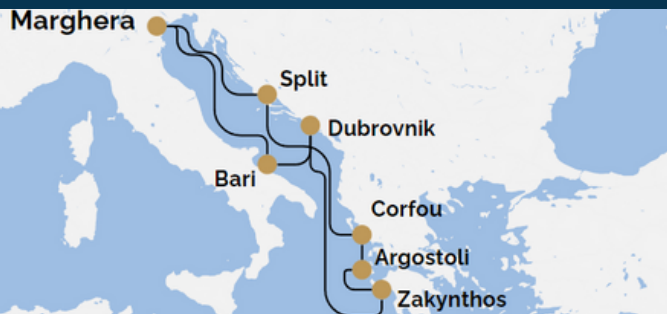 Marghera
Split
Dubrovnik
Bari
Corfou
Argostoli
Zakynthos